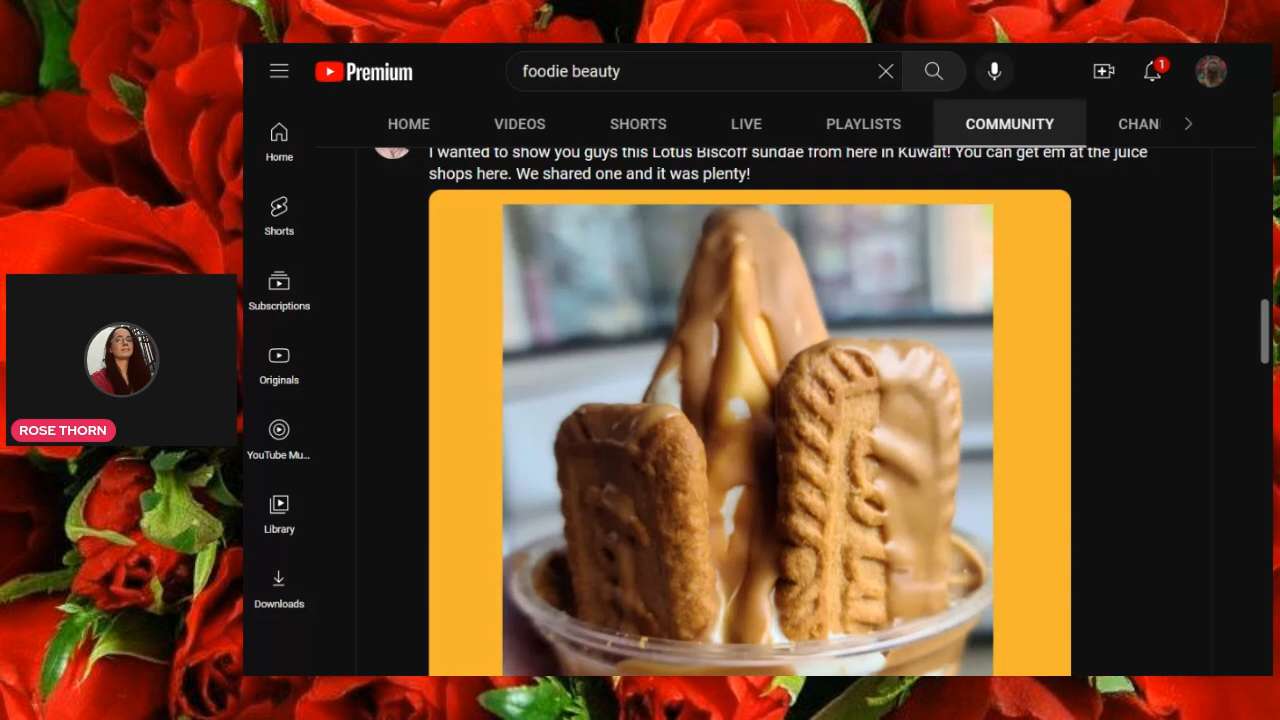 Premium
foodie beauty
1
HOME
VIDEOS
SHORTS
LIVE
PLAYLISTS
COMMUNITY
CHAN
I wanted to show you guys this Lotus Biscoff sundae from here in Kuwait! You can get em at the juice
shops here. We shared one and it was plenty!
Home
Shorts
Subscriptions
Originals
YouTube Mu...
Library
Downloads
ROSE THORN